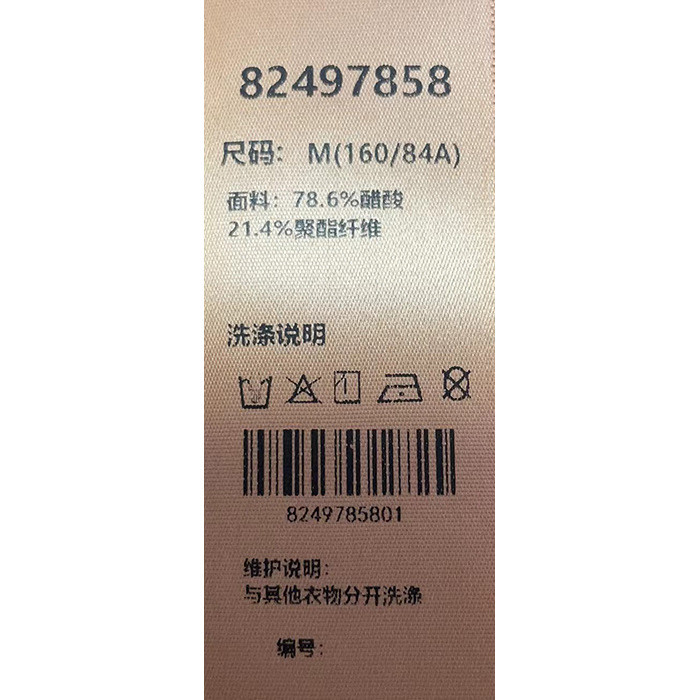 82497858
尺码： M(160/84A)
面料：78.6%醋酸
21.4%聚酯纤维
洗涤说明
8249785801
维护说明：
与其他衣物分开洗涤
编号：